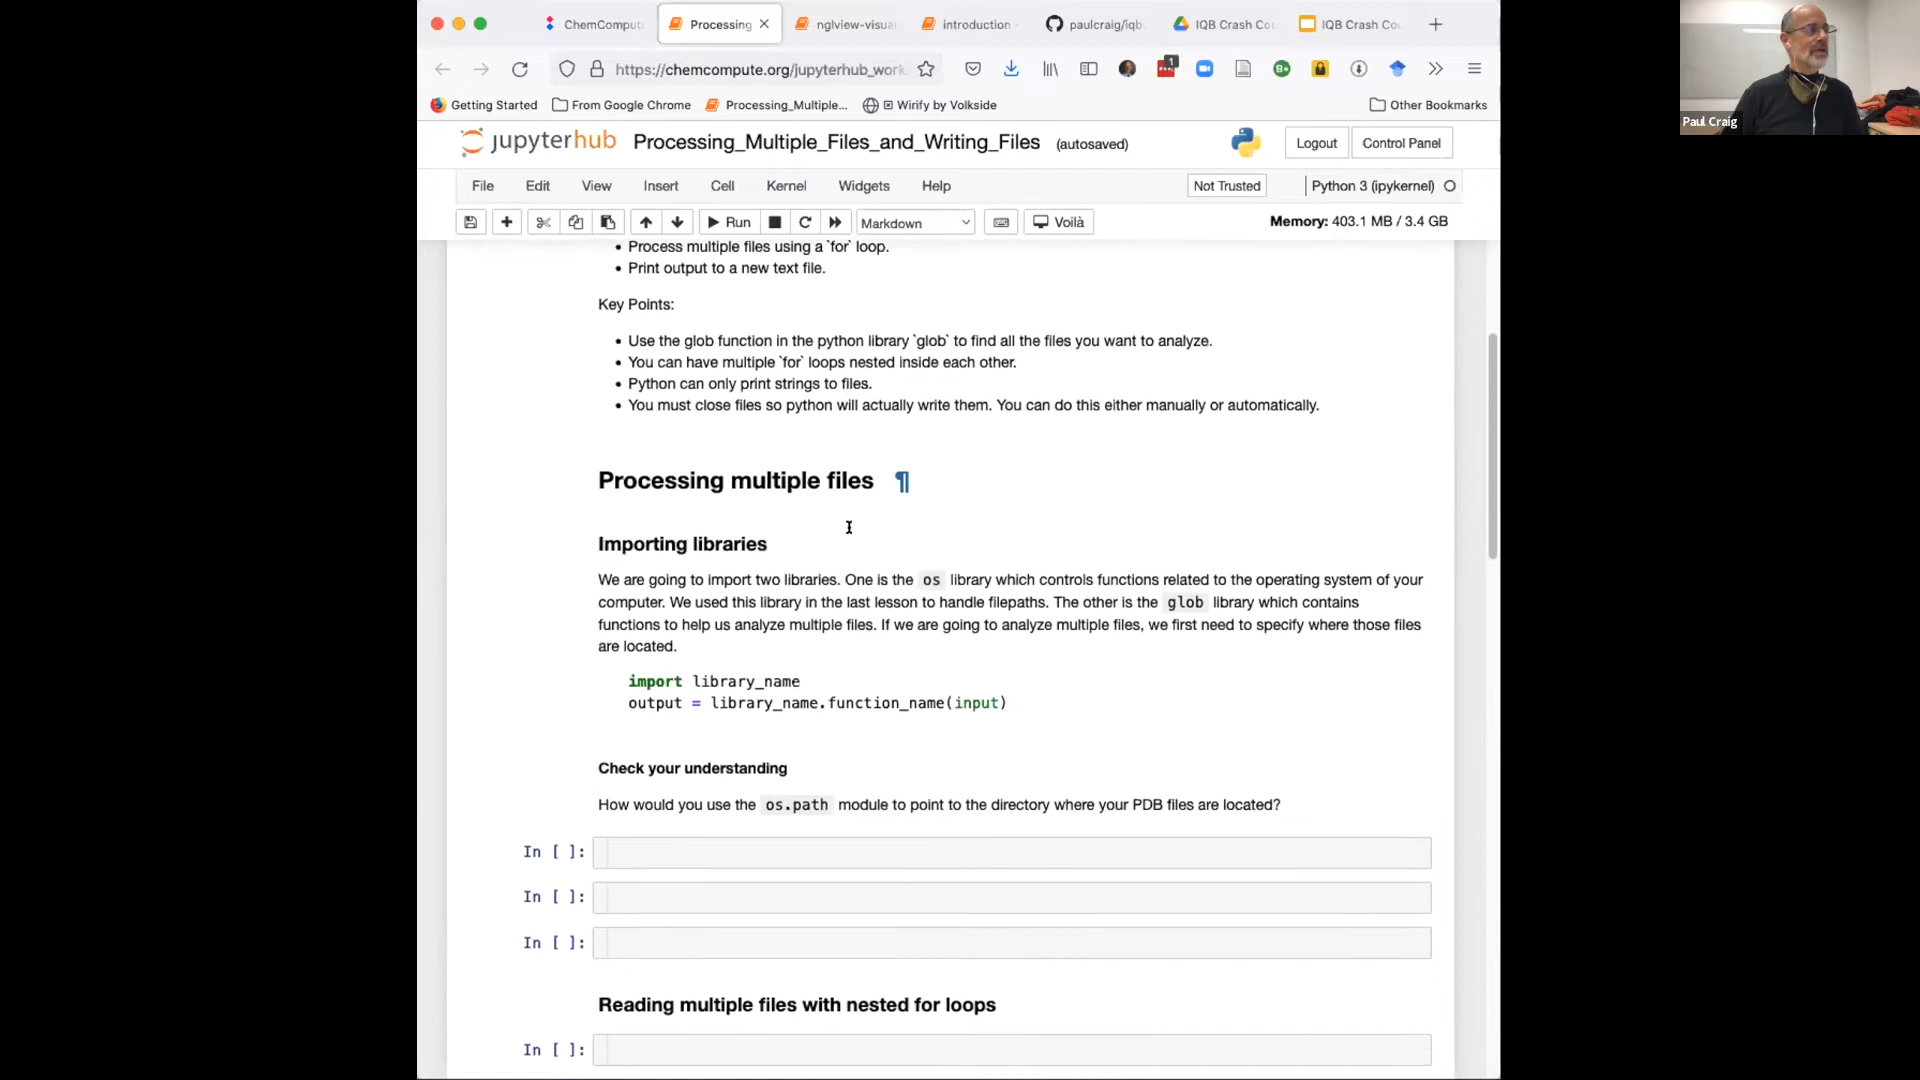 ChemCompute
Processing
nglview-visua
introduction -
paulcraig/iqb
IQB Crash Cou
IQB Crash Cou
https://chemcompute.org/jupyterhub_work
1
B+
Getting Started
From Google Chrome
Processing_Multiple...
Wirify by Volkside
Other Bookmarks
jupyterhub
Processing_Multiple_Files_and_Writing_Files
(autosaved)
Logout
Control Panel
File
Edit
View
Insert
Cell
Kernel
Widgets
Help
Not Trusted
Python 3 (ipykernel)
Run
Markdown
Voilà
Memory: 403.1 MB / 3.4 GB
• Process multiple files using a `for` loop.
• Print output to a new text file.
Key Points:
• Use the glob function in the python library `glob` to find all the files you want to analyze.
• You can have multiple `for` loops nested inside each other.
• Python can only print strings to files.
• You must close files so python will actually write them. You can do this either manually or automatically.
Processing multiple files ¶
Importing libraries
We are going to import two libraries. One is the os library which controls functions related to the operating system of your
computer. We used this library in the last lesson to handle filepaths. The other is the glob library which contains
functions to help us analyze multiple files. If we are going to analyze multiple files, we first need to specify where those files
are located.
import library_name
output = library_name.function_name(input)
Check your understanding
How would you use the os.path module to point to the directory where your PDB files are located?
In [ ]:
In [ ]:
In [ ]:
Reading multiple files with nested for loops
In [ ]:
Paul Craig